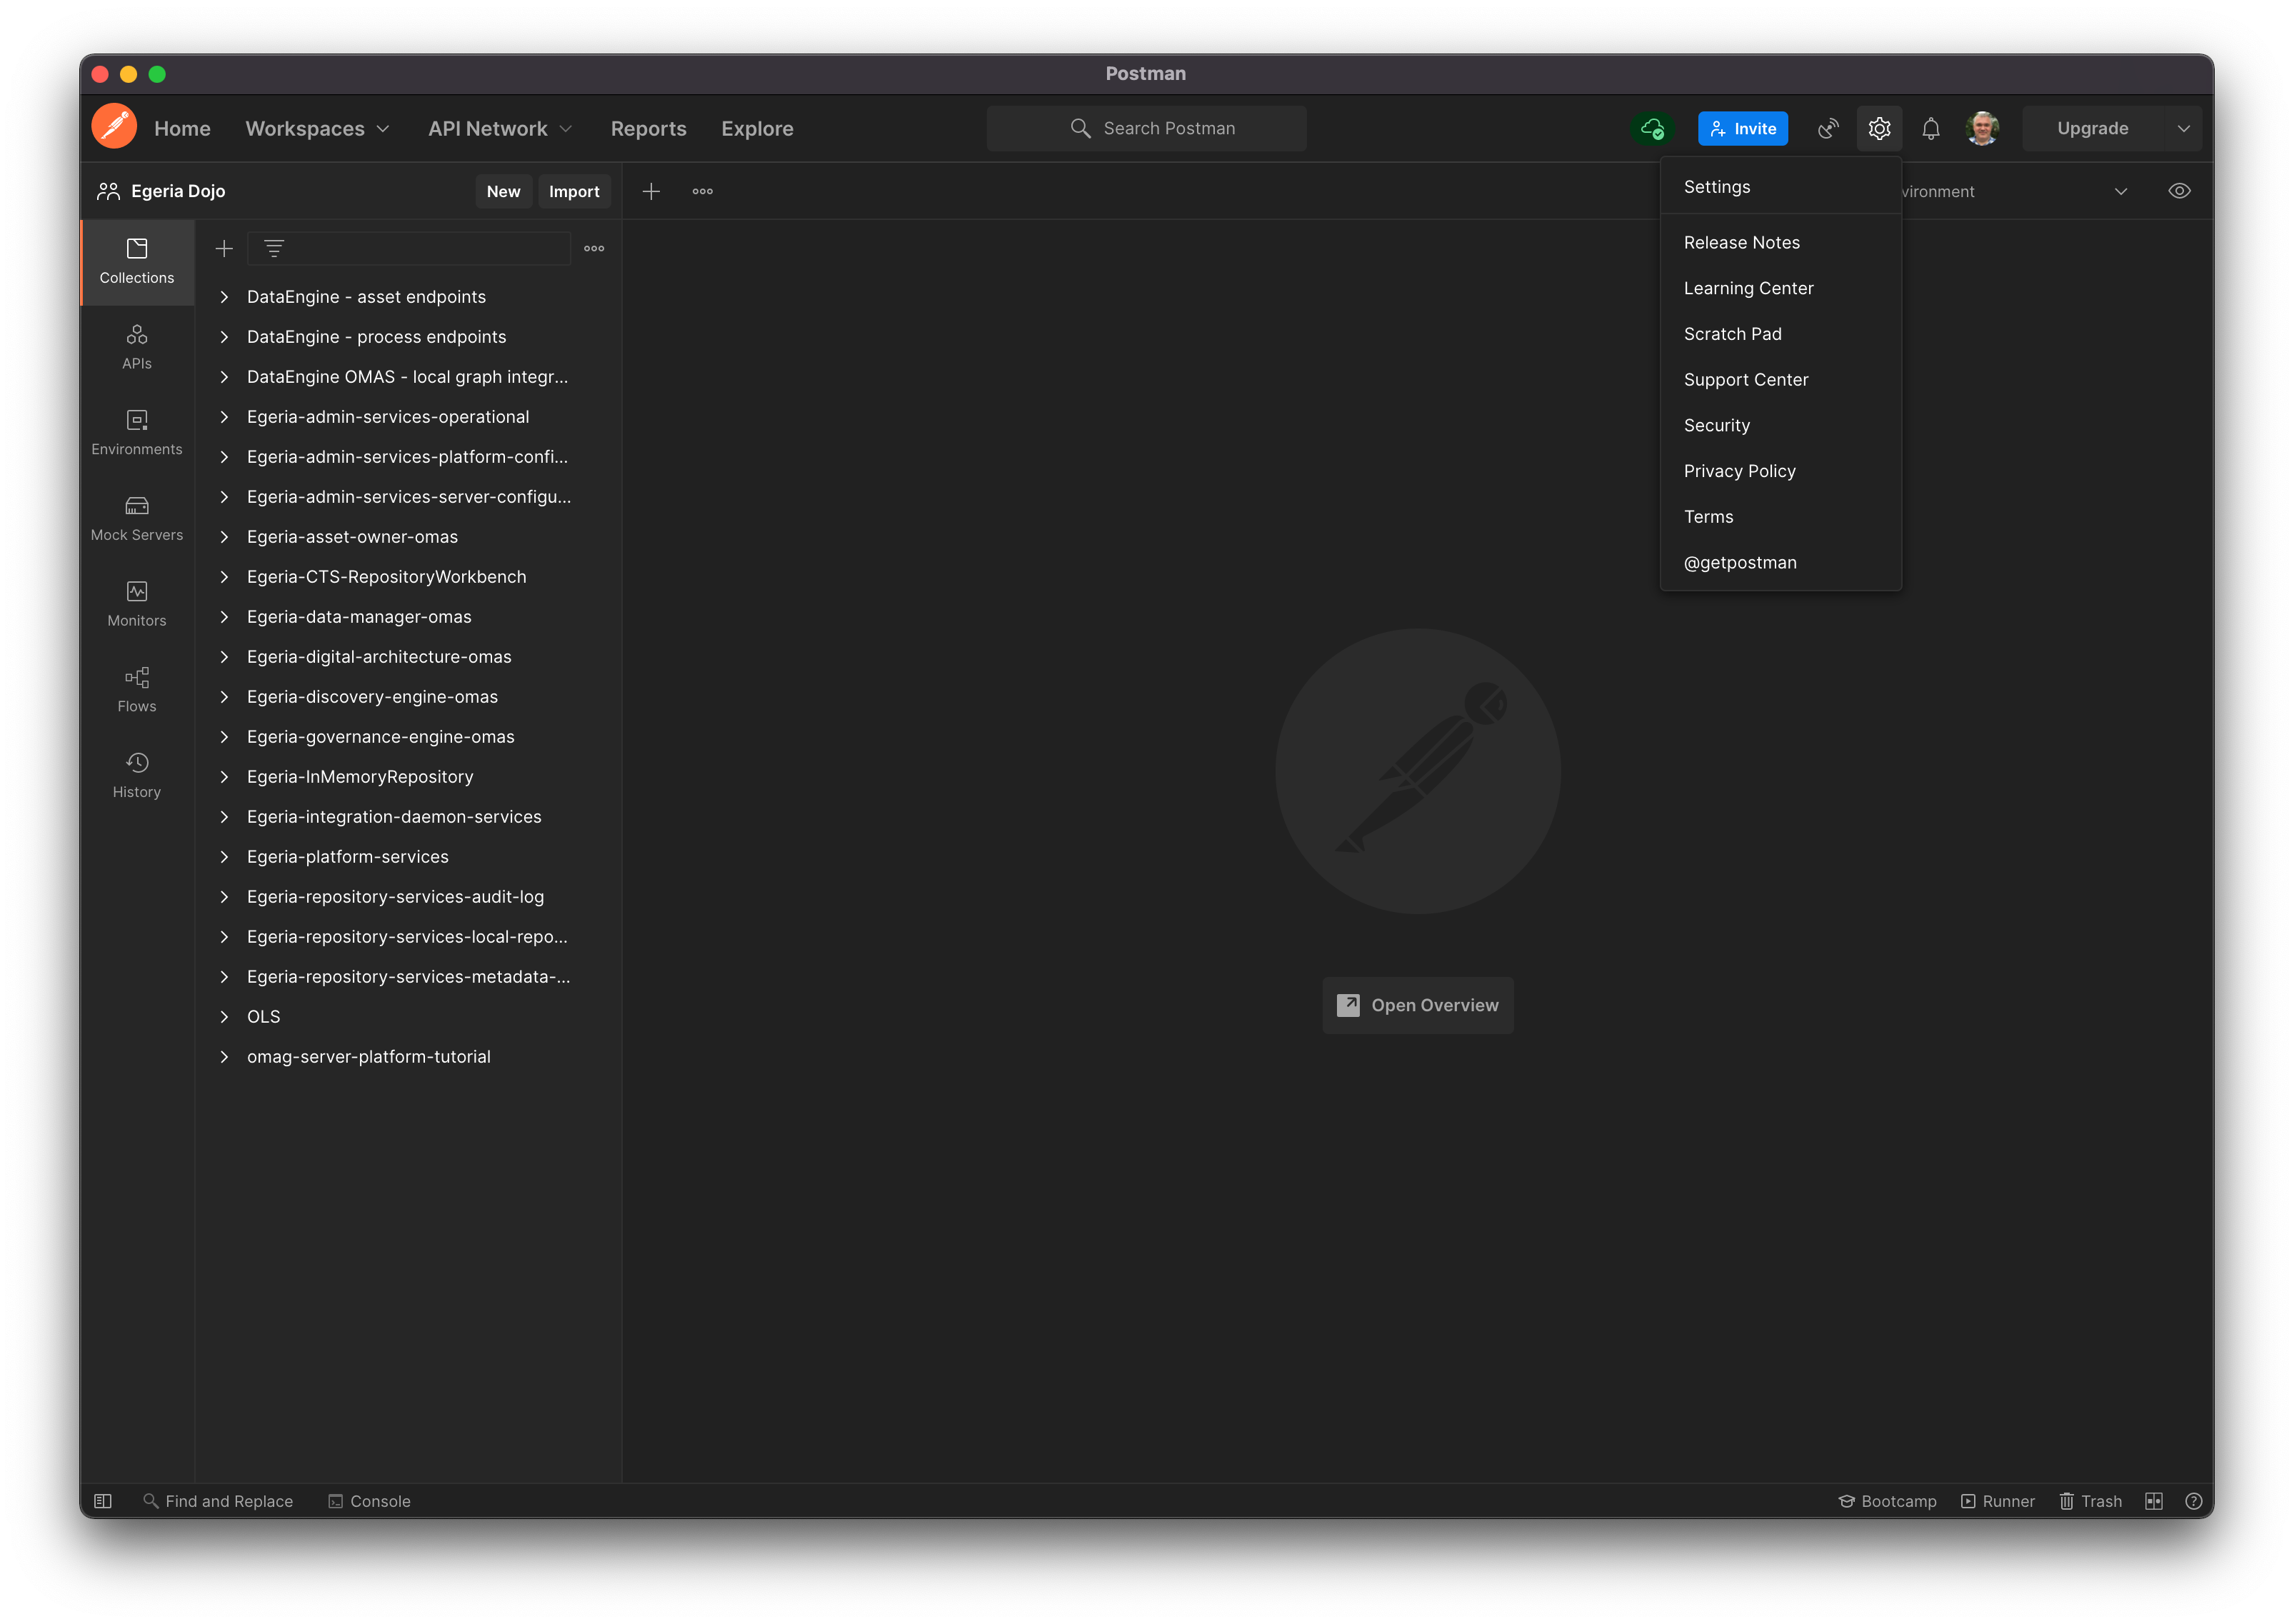 Postman
Home Workspaces API Network Reports Explore Search Postman Invite Upgrade
Egeria Dojo New Import vironment
Collections
APIs
Environments
Mock Servers
Monitors
Flows
History
DataEngine - asset endpoints
DataEngine - process endpoints
DataEngine OMAS - local graph integr...
Egeria-admin-services-operational
Egeria-admin-services-platform-confi...
Egeria-admin-services-server-configu...
Egeria-asset-owner-omas
Egeria-CTS-RepositoryWorkbench
Egeria-data-manager-omas
Egeria-digital-architecture-omas
Egeria-discovery-engine-omas
Egeria-governance-engine-omas
Egeria-InMemoryRepository
Egeria-integration-daemon-services
Egeria-platform-services
Egeria-repository-services-audit-log
Egeria-repository-services-local-repo...
Egeria-repository-services-metadata-...
OLS
omag-server-platform-tutorial
Settings
Release Notes
Learning Center
Scratch Pad
Support Center
Security
Privacy Policy
Terms
@getpostman
Open Overview
Find and Replace Console Bootcamp Runner Trash